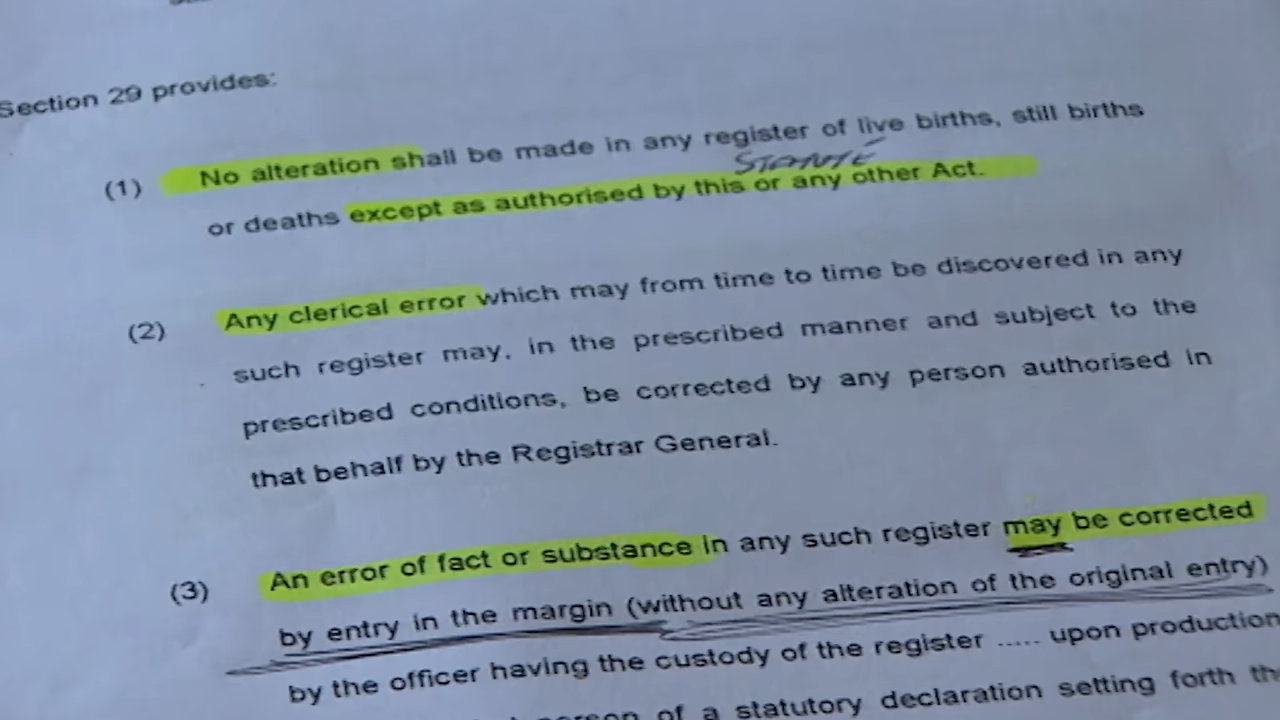 Section 29 provides:
(1) No alteration shall be made in any register of live births, still births
or deaths except as authorised by this or any other Act.
(2) Any clerical error which may from time to time be discovered in any
such register may, in the prescribed manner and subject to the
prescribed conditions, be corrected by any person authorised in
that behalf by the Registrar General.
(3) An error of fact or substance in any such register may be corrected
by entry in the margin (without any alteration of the original entry)
by the officer having the custody of the register ..... upon production
person of a statutory declaration setting forth